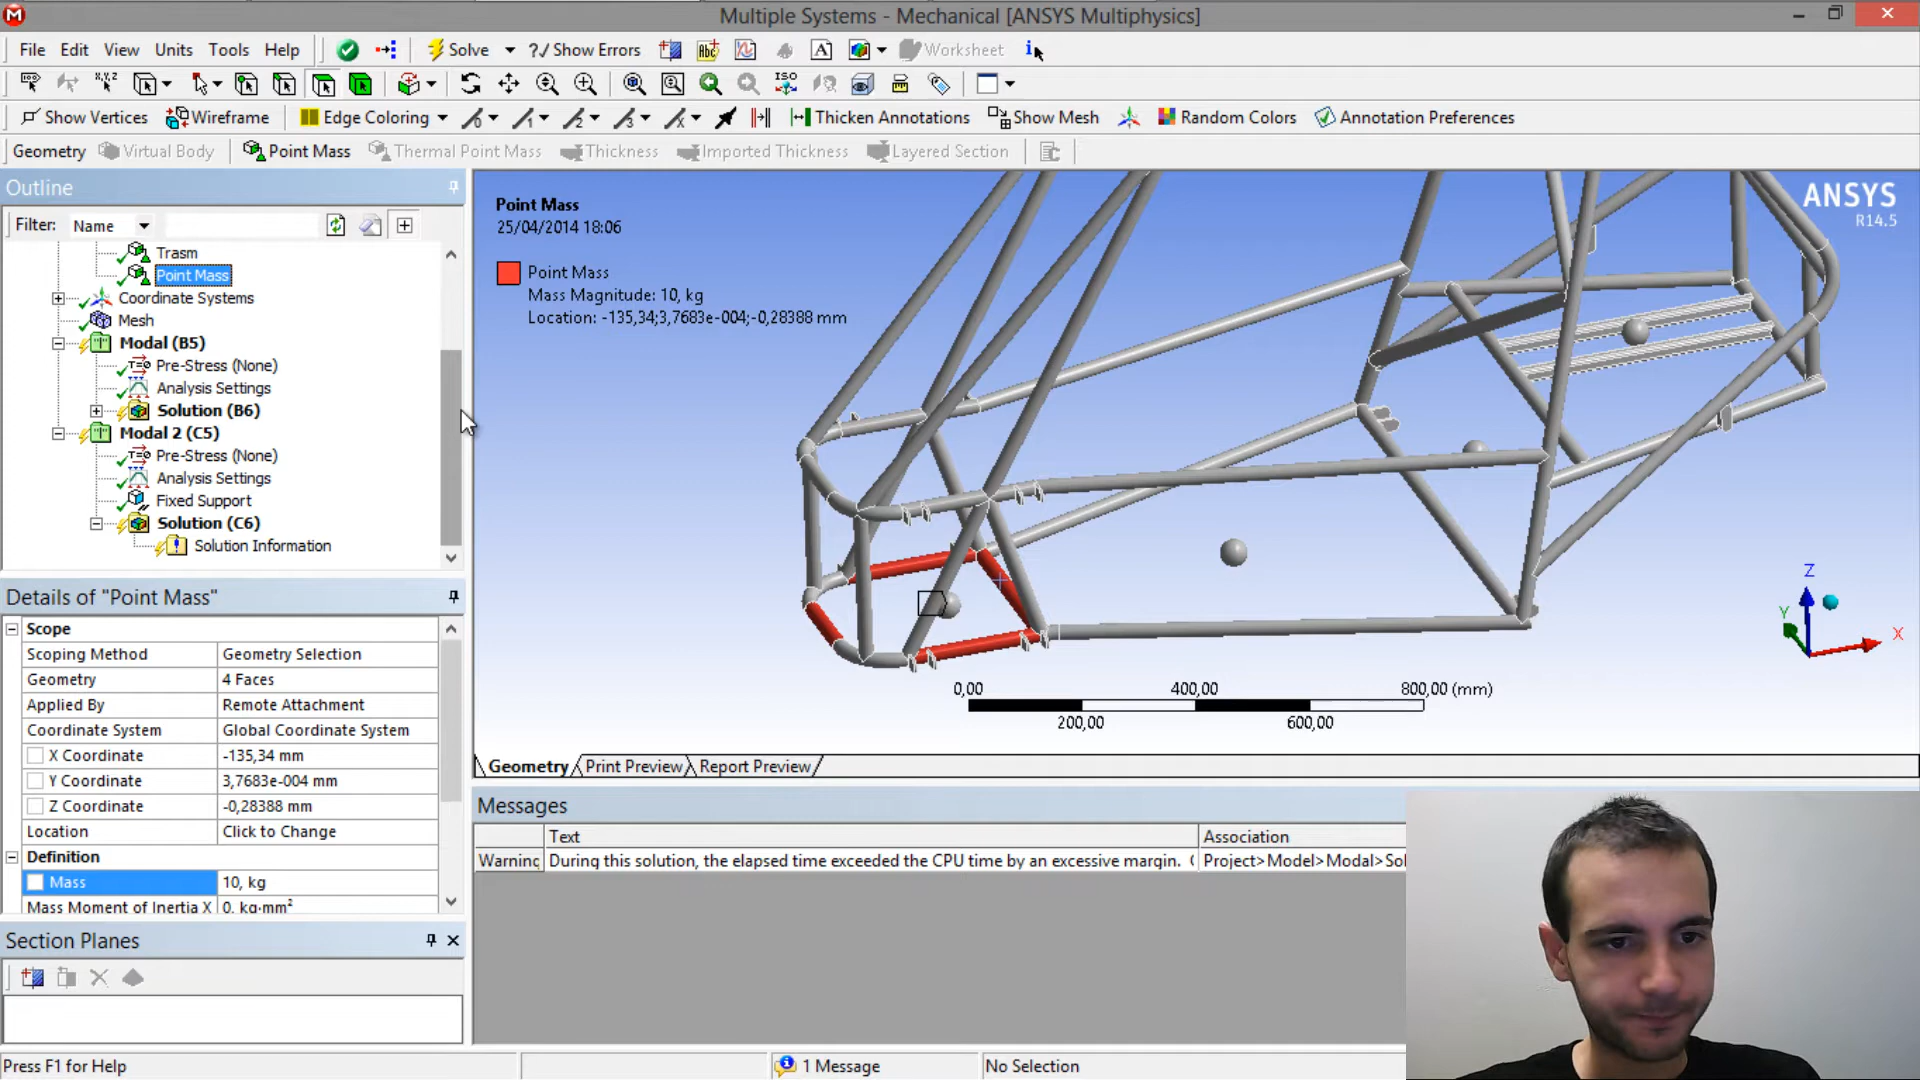 Multiple Systems - Mechanical [ANSYS Multiphysics]
File Edit View Units Tools Help Solve ?/ Show Errors Worksheet
ISO
Show Vertices Wireframe Edge Coloring Thicken Annotations Show Mesh Random Colors Annotation Preferences
Geometry Virtual Body Point Mass Thermal Point Mass Thickness Imported Thickness Layered Section
Outline
Filter: Name
Trasm
Point Mass
Coordinate Systems
Mesh
Modal (B5)
Pre-Stress (None)
Analysis Settings
Solution (B6)
Modal 2 (C5)
Pre-Stress (None)
Analysis Settings
Fixed Support
Solution (C6)
Solution Information
Details of "Point Mass"
Scope
Scoping Method Geometry Selection
Geometry 4 Faces
Applied By Remote Attachment
Coordinate System Global Coordinate System
X Coordinate -135,34 mm
Y Coordinate 3,7683e-004 mm
Z Coordinate -0,28388 mm
Location Click to Change
Definition
Mass 10, kg
Mass Moment of Inertia X 0, kg·mm²
Section Planes
Press F1 for Help
Point Mass
25/04/2014 18:06
Point Mass
Mass Magnitude: 10, kg
Location: -135,34;3,7683e-004;-0,28388 mm
ANSYS
R14.5
Z
Y
X
0,00 400,00 800,00 (mm)
200,00 600,00
Geometry Print Preview Report Preview
Messages
Text Association
Warning During this solution, the elapsed time exceeded the CPU time by an excessive margin. Project>Model>Modal>Sol
1 Message No Selection